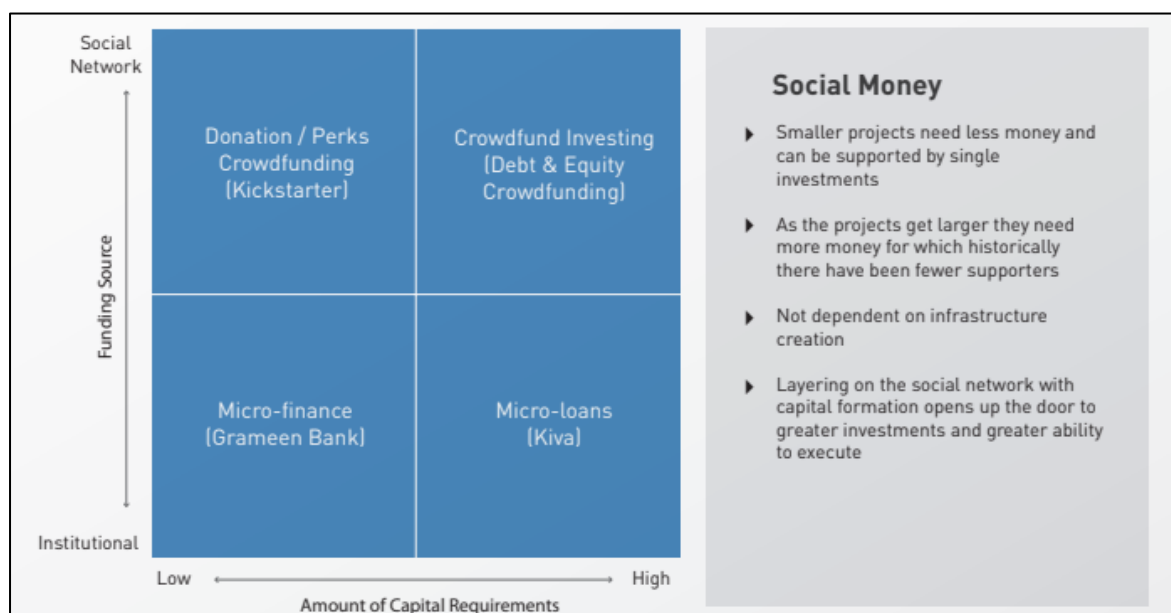 Social
Network
Funding Source
Institutional
Donation / Perks
Crowdfunding
(Kickstarter)
Crowdfund Investing
(Debt & Equity
Crowdfunding)
Micro-finance
(Grameen Bank)
Micro-loans
(Kiva)
Low
High
Amount of Capital Requirements
Social Money
Smaller projects need less money and
can be supported by single
investments
As the projects get larger they need
more money for which historically
there have been fewer supporters
Not dependent on infrastructure
creation
Layering on the social network with
capital formation opens up the door to
greater investments and greater ability
to execute